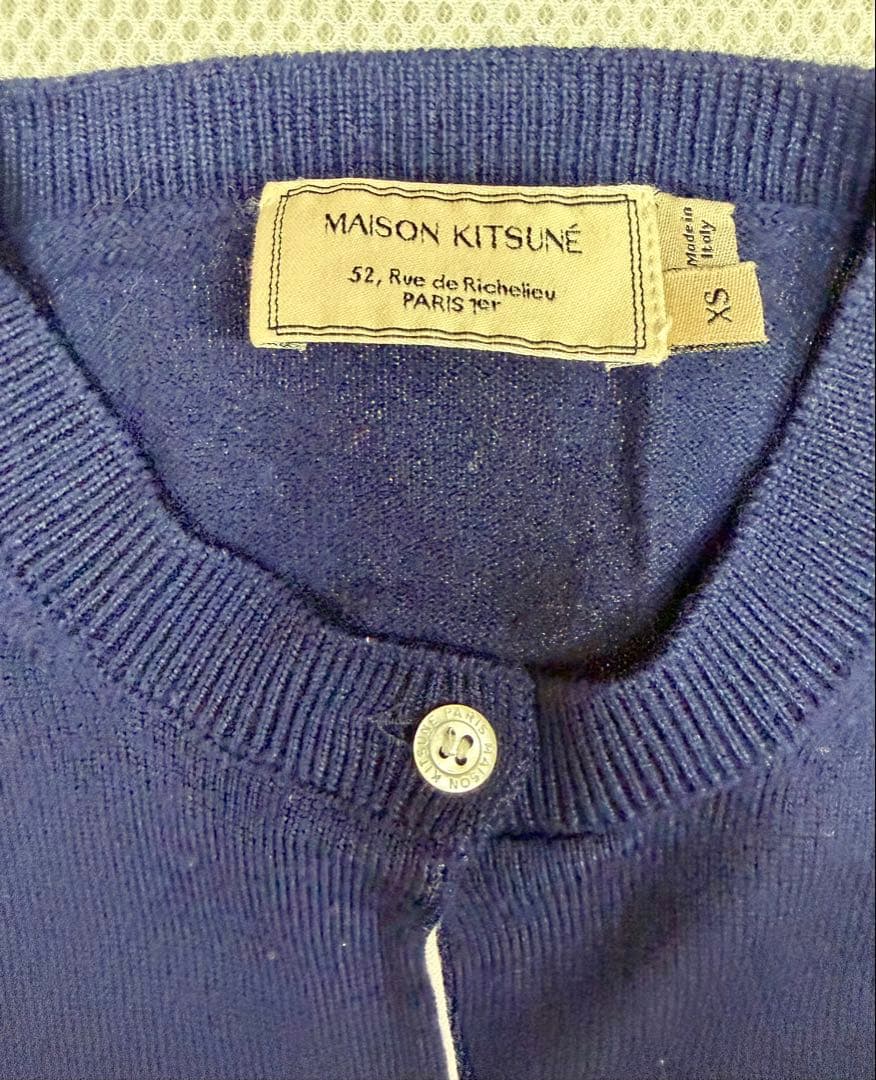 MAISON KITSUNÉ
52, Rue de Richelieu
PARIS 1er
Made in
Italy
XS
MAISON KITSUNÉ PARIS